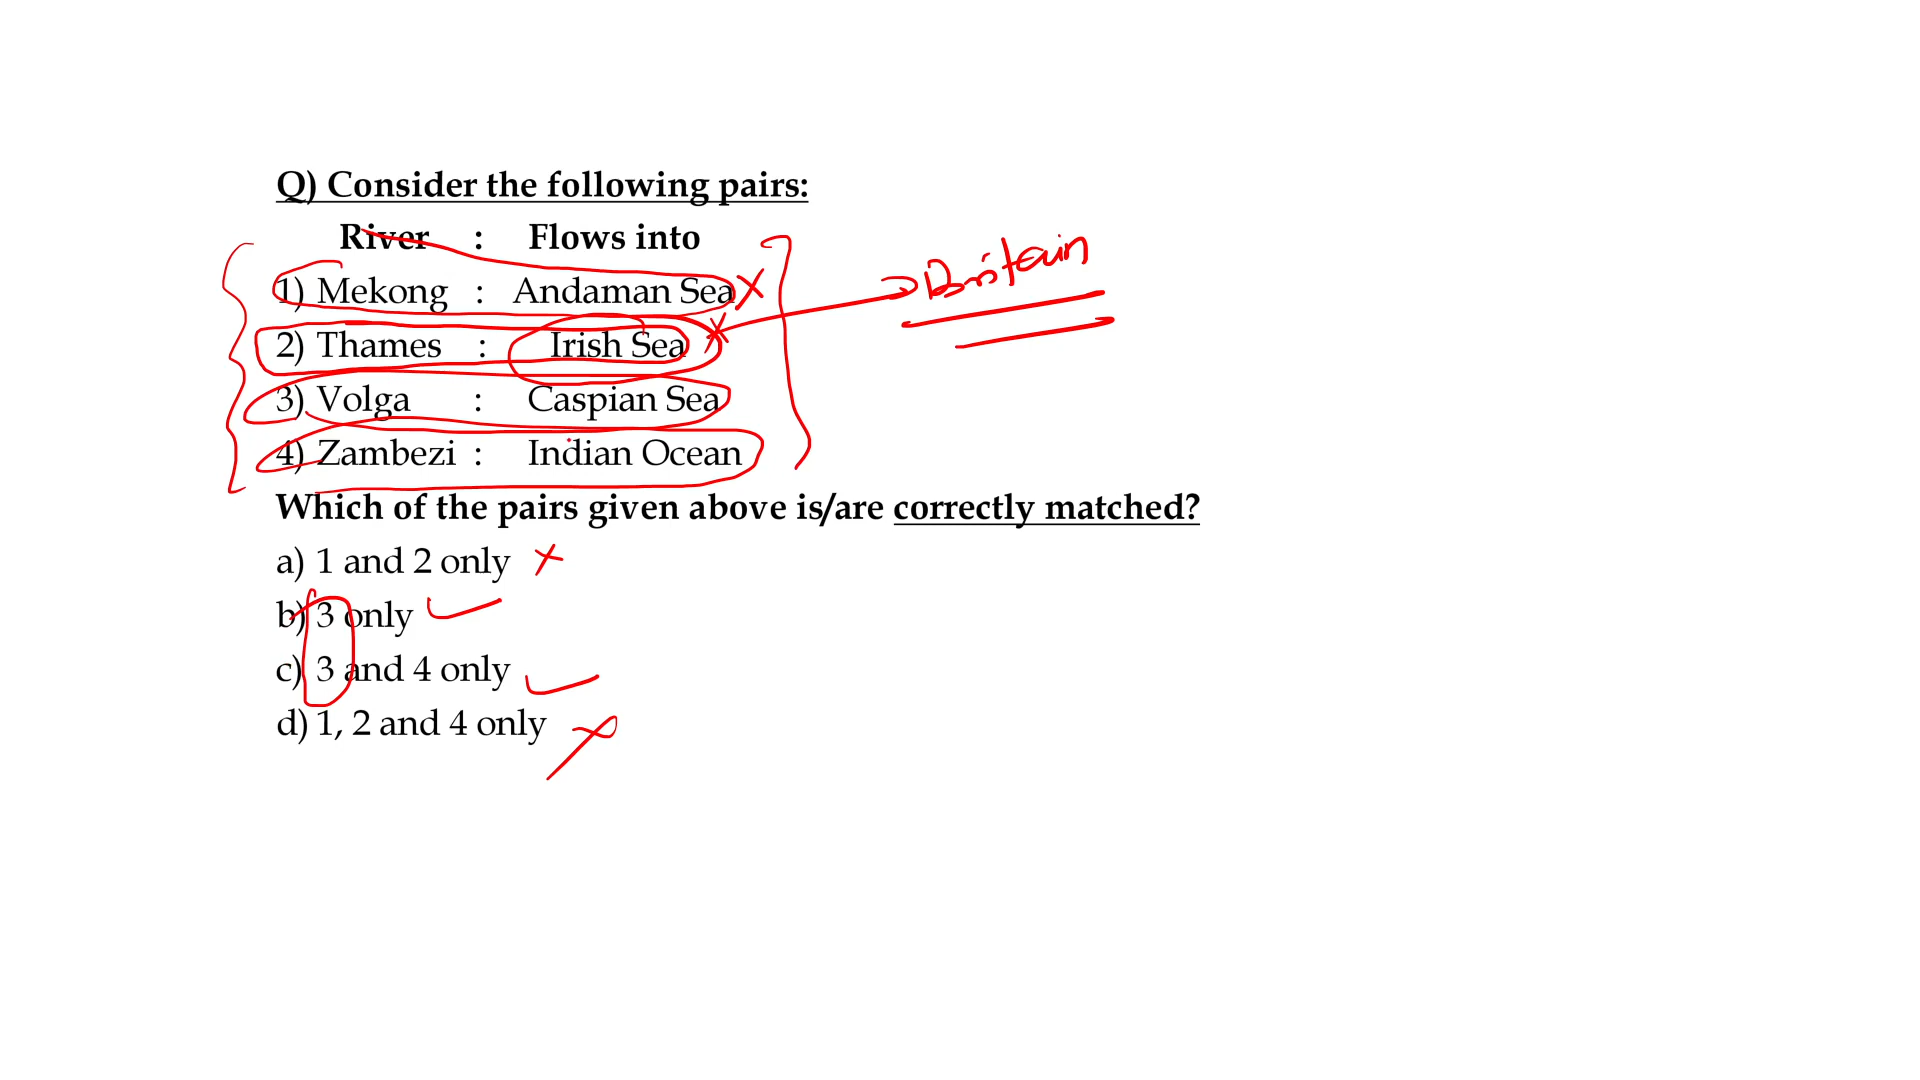 Q) Consider the following pairs:
River : Flows into
1) Mekong : Andaman Sea
2) Thames : Irish Sea
3) Volga : Caspian Sea
4) Zambezi : Indian Ocean
Which of the pairs given above is/are correctly matched?
a) 1 and 2 only
b) 3 only
c) 3 and 4 only
d) 1, 2 and 4 only
Britain